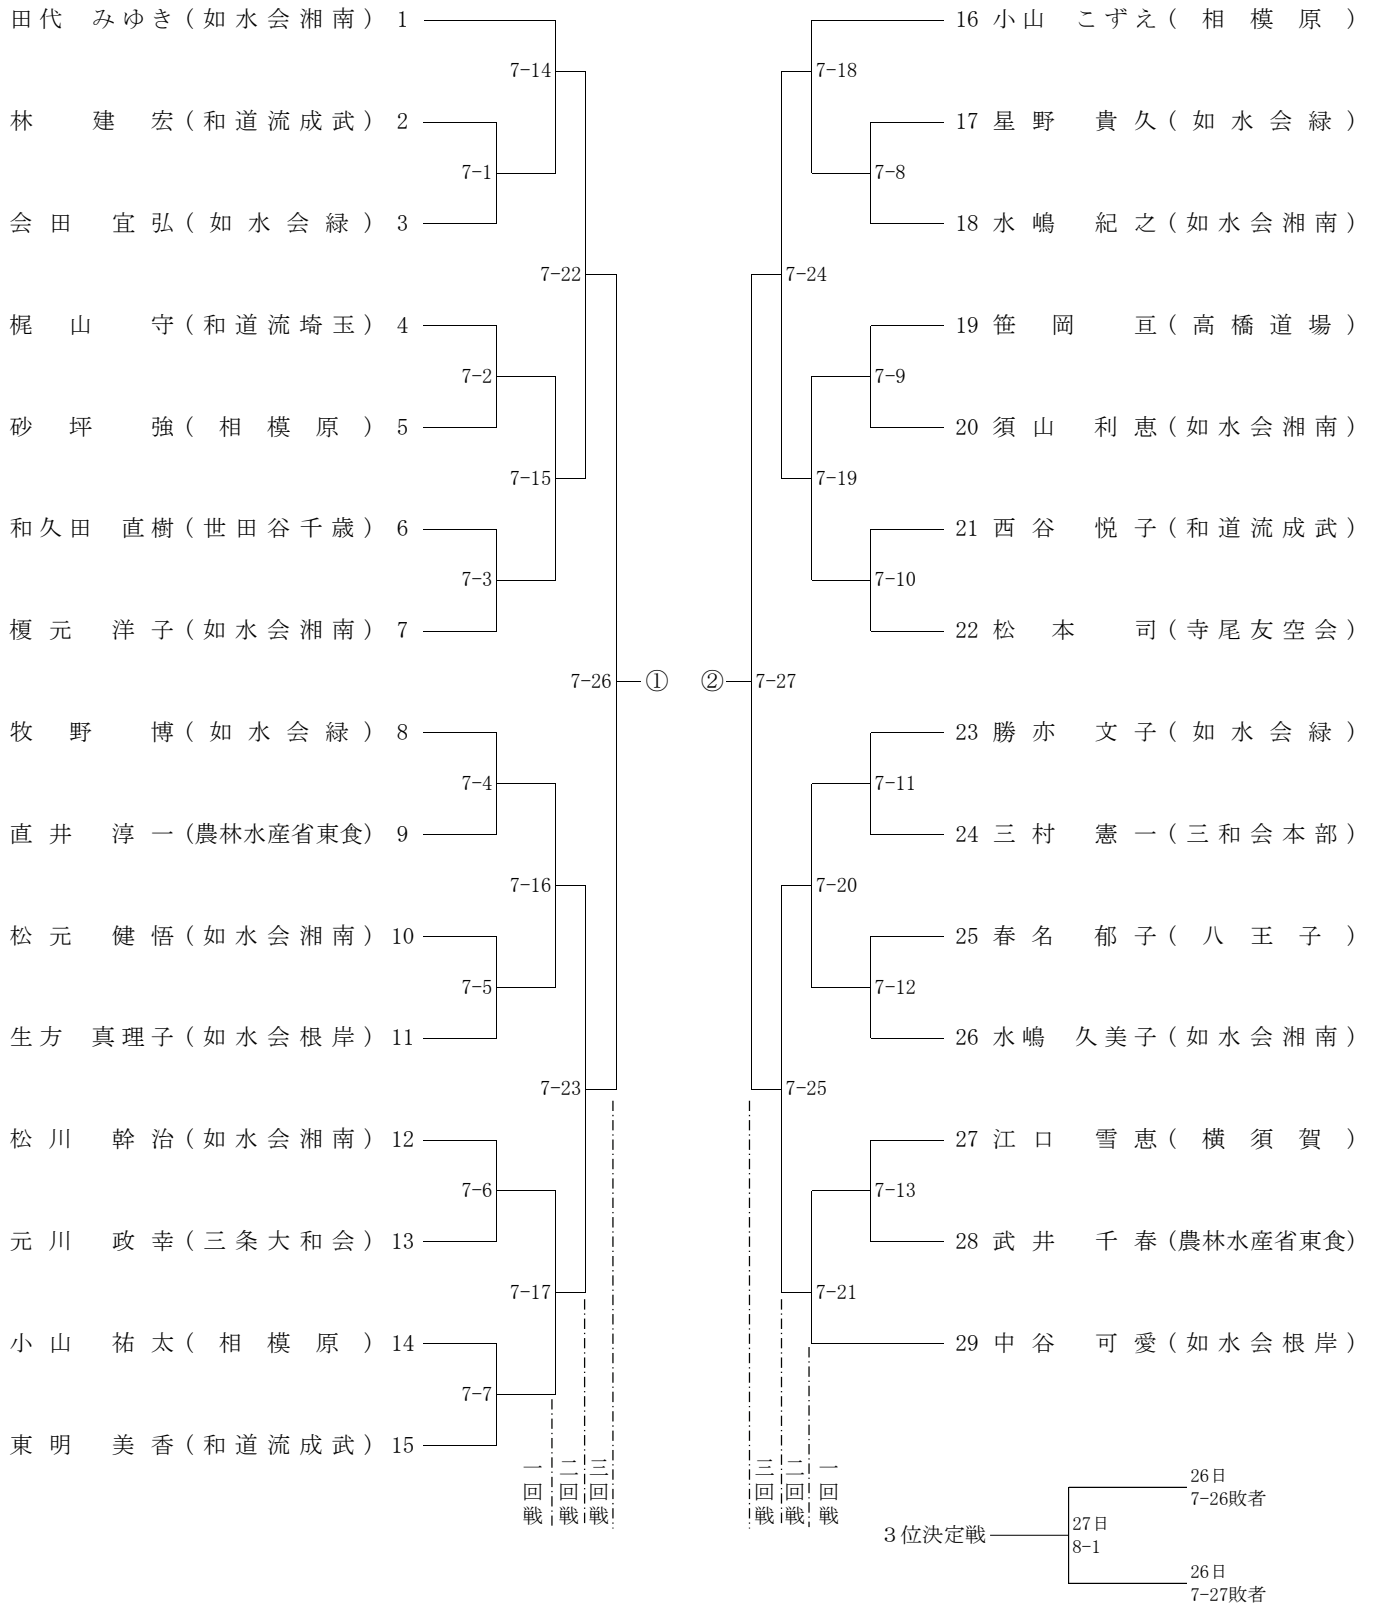 田代 みゆき(如水会湘南) 1
7-14
林 建 宏(和道流成武) 2
7-1
会田 宜弘(如水会緑) 3
7-22
梶山 守(和道流埼玉) 4
7-2
砂坪 強(相模原) 5
7-15
和久田 直樹(世田谷千歳) 6
7-3
榎元 洋子(如水会湘南) 7
7-26 ①
牧野 博(如水会緑) 8
7-4
直井 淳一(農林水産省東食) 9
7-16
松元 健悟(如水会湘南) 10
7-5
生方 真理子(如水会根岸) 11
7-23
松川 幹治(如水会湘南) 12
7-6
元川 政幸(三条大和会) 13
7-17
小山 祐太(相模原) 14
7-7
東明 美香(和道流成武) 15
一回戦
二回戦
三回戦
16 小山 こずえ(相模原)
7-18
17 星野 貴久(如水会緑)
7-8
18 水嶋 紀之(如水会湘南)
7-24
19 笹岡 亘(高橋道場)
7-9
20 須山 利恵(如水会湘南)
7-19
21 西谷 悦子(和道流成武)
7-10
22 松本 司(寺尾友空会)
② 7-27
23 勝亦 文子(如水会緑)
7-11
24 三村 憲一(三和会本部)
7-20
25 春名 郁子(八王子)
7-12
26 水嶋 久美子(如水会湘南)
7-25
27 江口 雪恵(横須賀)
7-13
28 武井 千春(農林水産省東食)
7-21
29 中谷 可愛(如水会根岸)
三回戦
二回戦
一回戦
26日
7-26敗者
3位決定戦
27日
8-1
26日
7-27敗者